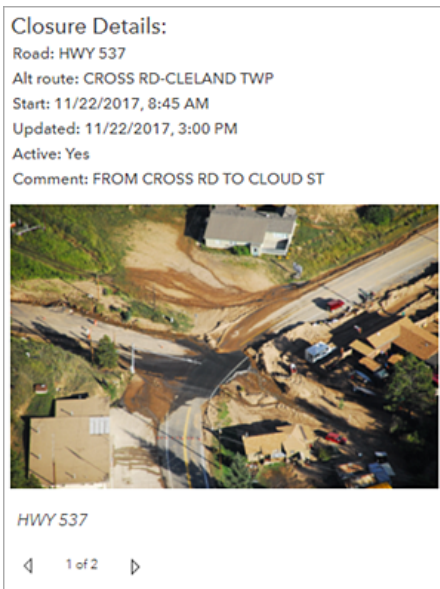 Closure Details:
Road: HWY 537
Alt route: CROSS RD-CLELAND TWP
Start: 11/22/2017, 8:45 AM
Updated: 11/22/2017, 3:00 PM
Active: Yes
Comment: FROM CROSS RD TO CLOUD ST
HWY 537
1 of 2